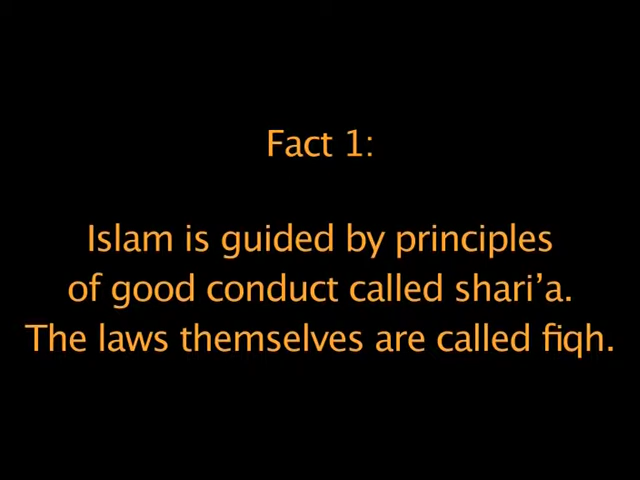 Fact 1:
Islam is guided by principles
of good conduct called shari’a.
The laws themselves are called fiqh.